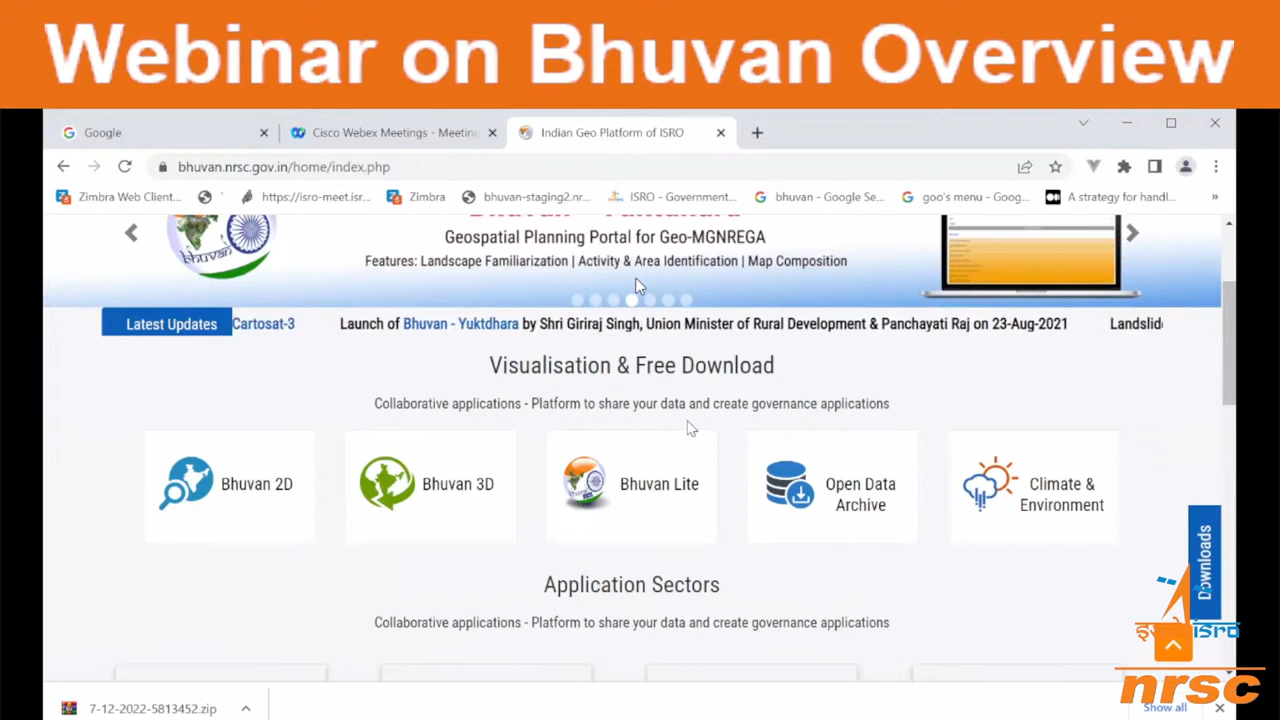 Webinar on Bhuvan Overview
Google
Cisco Webex Meetings - Meeting
Indian Geo Platform of ISRO
bhuvan.nrsc.gov.in/home/index.php
Zimbra Web Client...
https://isro-meet.isr...
Zimbra
bhuvan-staging2.nr...
ISRO - Government...
bhuvan - Google Se...
goo's menu - Goog...
A strategy for handl...
»
bhuvan
Geospatial Planning Portal for Geo-MGNREGA
Features: Landscape Familiarization | Activity & Area Identification | Map Composition
Latest Updates
Cartosat-3
Launch of Bhuvan - Yuktdhara by Shri Giriraj Singh, Union Minister of Rural Development & Panchayati Raj on 23-Aug-2021
Landslid
Visualisation & Free Download
Collaborative applications - Platform to share your data and create governance applications
Bhuvan 2D
Bhuvan 3D
Bhuvan Lite
Open Data
Archive
Climate &
Environment
Downloads
Application Sectors
Collaborative applications - Platform to share your data and create governance applications
isro
nrsc
7-12-2022-5813452.zip
Show all